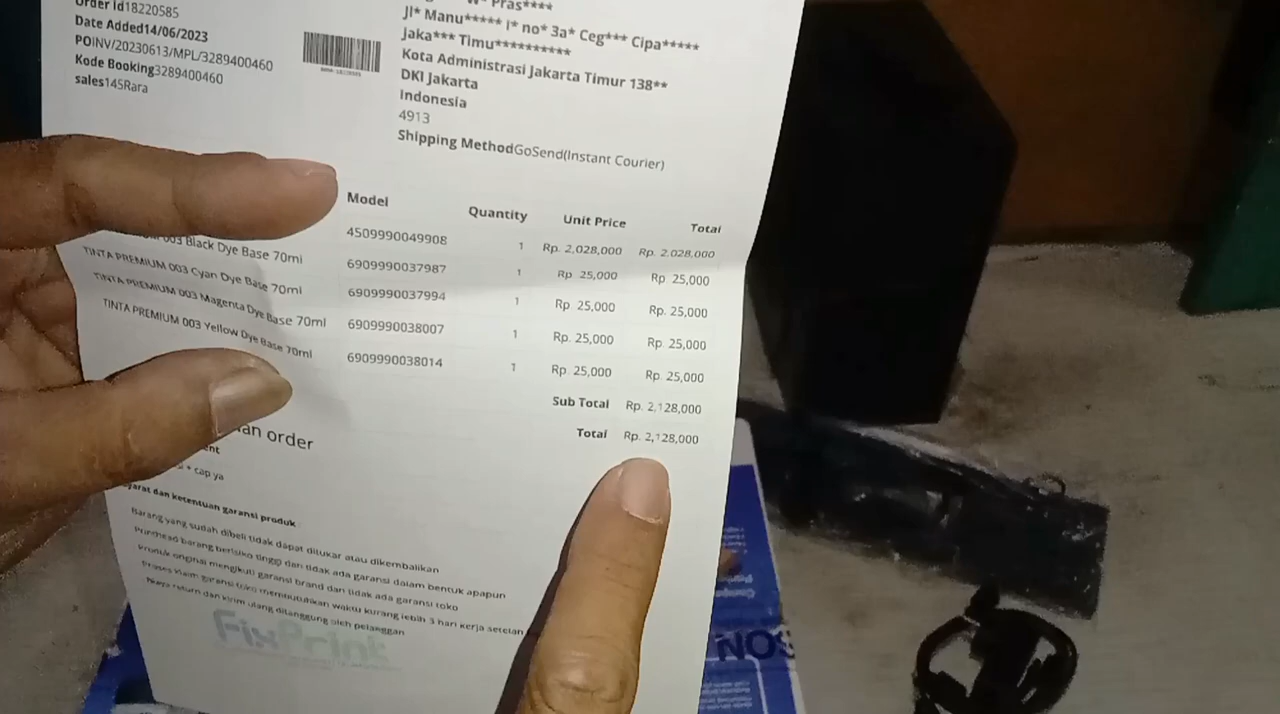 Order Id18220585
Date Added14/06/2023
POINV/20230613/MPL/3289400460
Kode Booking3289400460
sales145Rara
Pras****
Jl* Manu***** I* no* 3a* Ceg*** Cipa*****
Jaka*** Timu**********
Kota Administrasi Jakarta Timur 138**
DKI Jakarta
Indonesia
4913
Shipping MethodGoSend(Instant Courier)
Model Quantity Unit Price Total
4509990049908 1 Rp. 2,028,000 Rp. 2,028,000
003 Black Dye Base 70ml 6909990037987 1 Rp. 25,000 Rp. 25,000
TINTA PREMIUM 003 Cyan Dye Base 70ml 6909990037994 1 Rp. 25,000 Rp. 25,000
TINTA PREMIUM 003 Magenta Dye Base 70ml 6909990038007 1 Rp. 25,000 Rp. 25,000
TINTA PREMIUM 003 Yellow Dye Base 70ml 6909990038014 1 Rp. 25,000 Rp. 25,000
Sub Total Rp. 2,128,000
Total Rp. 2,128,000
an order
+ cap ya
Syarat dan ketentuan garansi produk
Barang yang sudah dibeli tidak dapat ditukar atau dikembalikan
Printhead barang berisiko tinggi dan tidak ada garansi dalam bentuk apapun
Produk original mengikuti garansi brand dan tidak ada garansi toko
Proses klaim garansi toko membutuhkan waktu kurang lebih 3 hari kerja setelah
Biaya return dan kirim ulang ditanggung oleh pelanggan
FixPrint